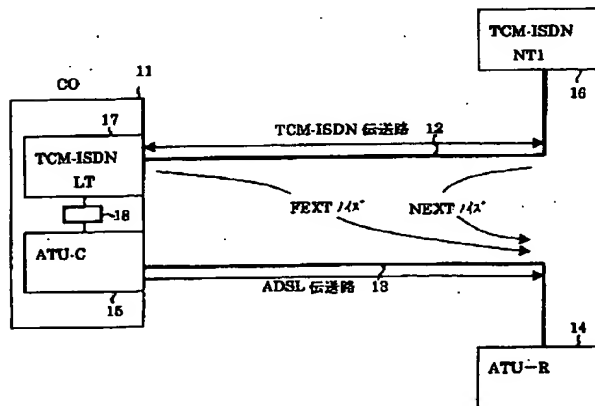 TCM-ISDN
NT1
16
CO
11
17
TCM-ISDN
LT
18
ATU-C
15
TCM-ISDN 伝送路
12
FEXT ノイズ
NEXT ノイズ
ADSL 伝送路
13
14
ATU-R